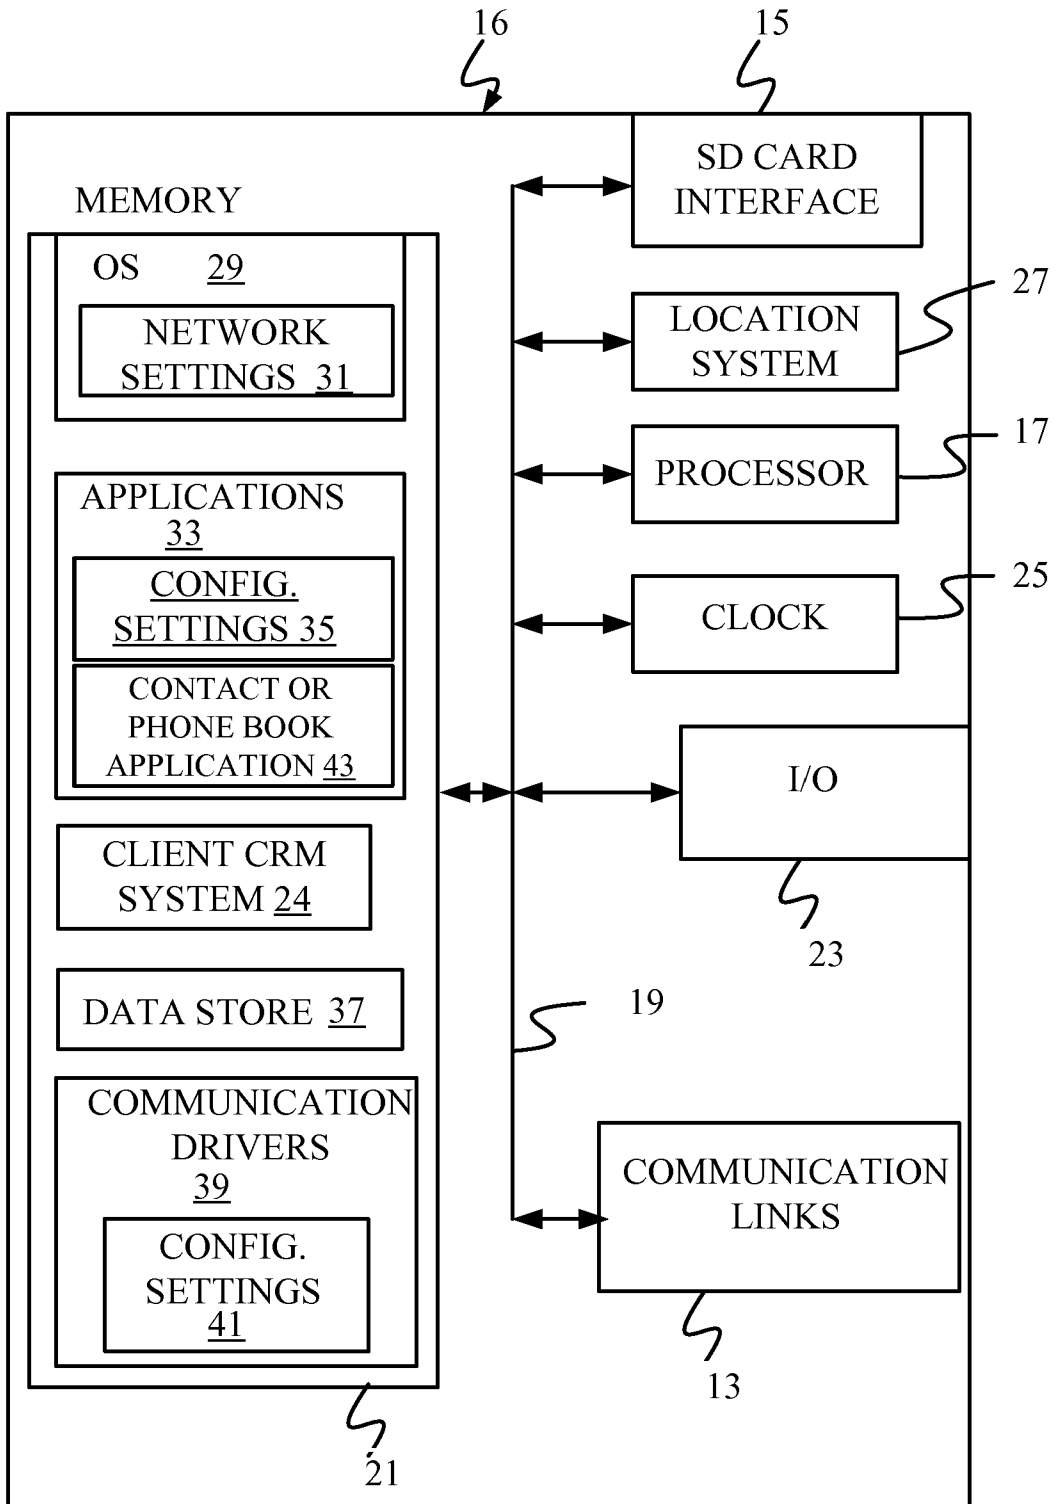 16
15
SD CARD
INTERFACE
MEMORY
OS 29
NETWORK
SETTINGS 31
27
LOCATION
SYSTEM
17
PROCESSOR
APPLICATIONS
33
CONFIG.
SETTINGS 35
25
CLOCK
CONTACT OR
PHONE BOOK
APPLICATION 43
I/O
CLIENT CRM
SYSTEM 24
23
DATA STORE 37
19
COMMUNICATION
DRIVERS
39
CONFIG.
SETTINGS
41
COMMUNICATION
LINKS
13
21